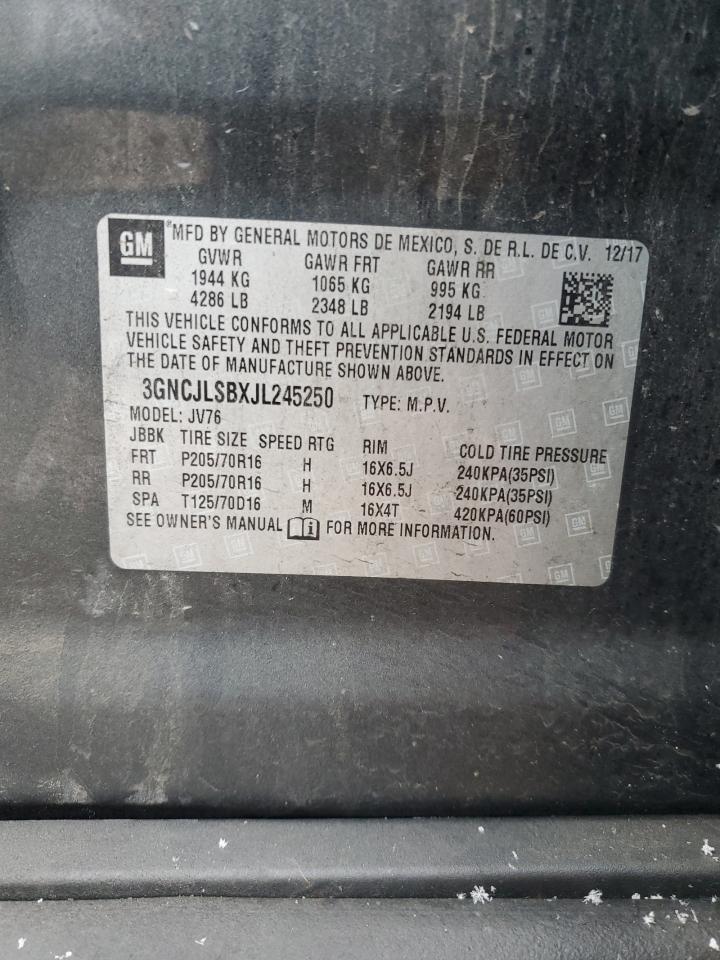 GM *MFD BY GENERAL MOTORS DE MEXICO, S. DE R.L. DE C.V. 12/17
GVWR GAWR FRT GAWR RR
1944 KG 1065 KG 995 KG
4286 LB 2348 LB 2194 LB
THIS VEHICLE CONFORMS TO ALL APPLICABLE U.S. FEDERAL MOTOR
VEHICLE SAFETY AND THEFT PREVENTION STANDARDS IN EFFECT ON
THE DATE OF MANUFACTURE SHOWN ABOVE.
3GNCJLSBXJL245250 TYPE: M.P.V.
MODEL: JV76
JBBK TIRE SIZE SPEED RTG RIM COLD TIRE PRESSURE
FRT P205/70R16 H 16X6.5J 240KPA(35PSI)
RR P205/70R16 H 16X6.5J 240KPA(35PSI)
SPA T125/70D16 M 16X4T 420KPA(60PSI)
SEE OWNER'S MANUAL FOR MORE INFORMATION.